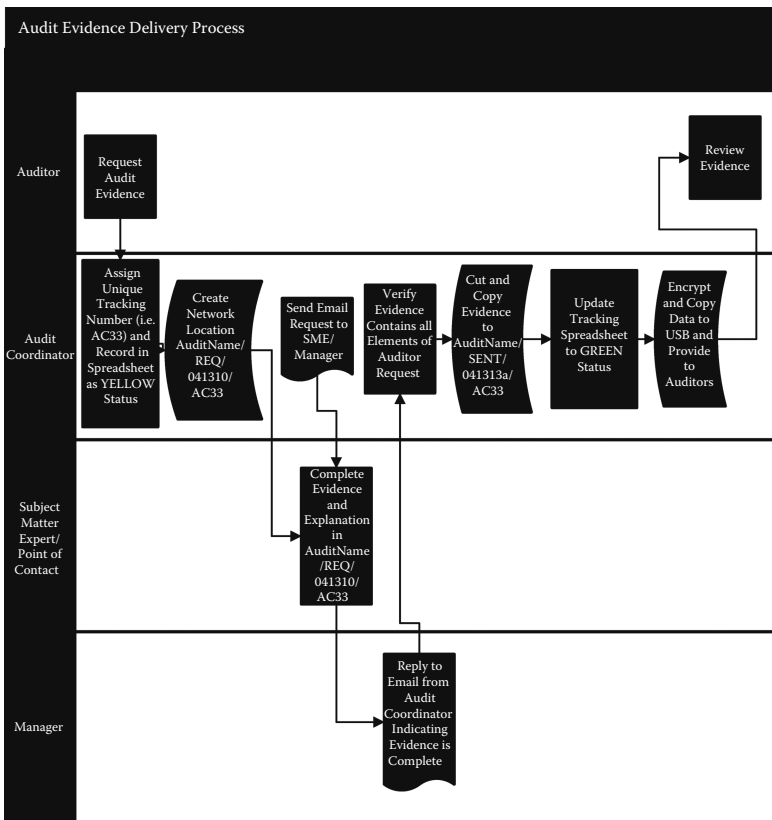 Audit Evidence Delivery Process
Auditor
Request
Audit
Evidence
Review
Evidence
Audit
Coordinator
Assign
Unique
Tracking
Number (i.e.
AC33) and
Record in
Spreadsheet
as YELLOW
Status
Create
Network
Location
AuditName/
REQ/
041310/
AC33
Send Email
Request to
SME/
Manager
Verify
Evidence
Contains all
Elements of
Auditor
Request
Cut and
Copy
Evidence
to
AuditName/
SENT/
041313a/
AC33
Update
Tracking
Spreadsheet
to GREEN
Status
Encrypt
and Copy
Data to
USB and
Provide
to
Auditors
Subject
Matter
Expert/
Point of
Contact
Complete
Evidence
and
Explanation
in
AuditName
/REQ/
041310/
AC33
Manager
Reply to
Email from
Audit
Coordinator
Indicating
Evidence is
Complete